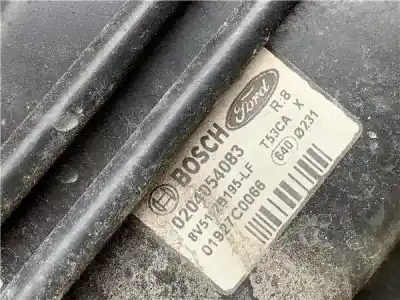 BOSCH
Ford
R:8
0204054083
T53CA X
8V51-2B195-LF
640 Ø231
01927C0066